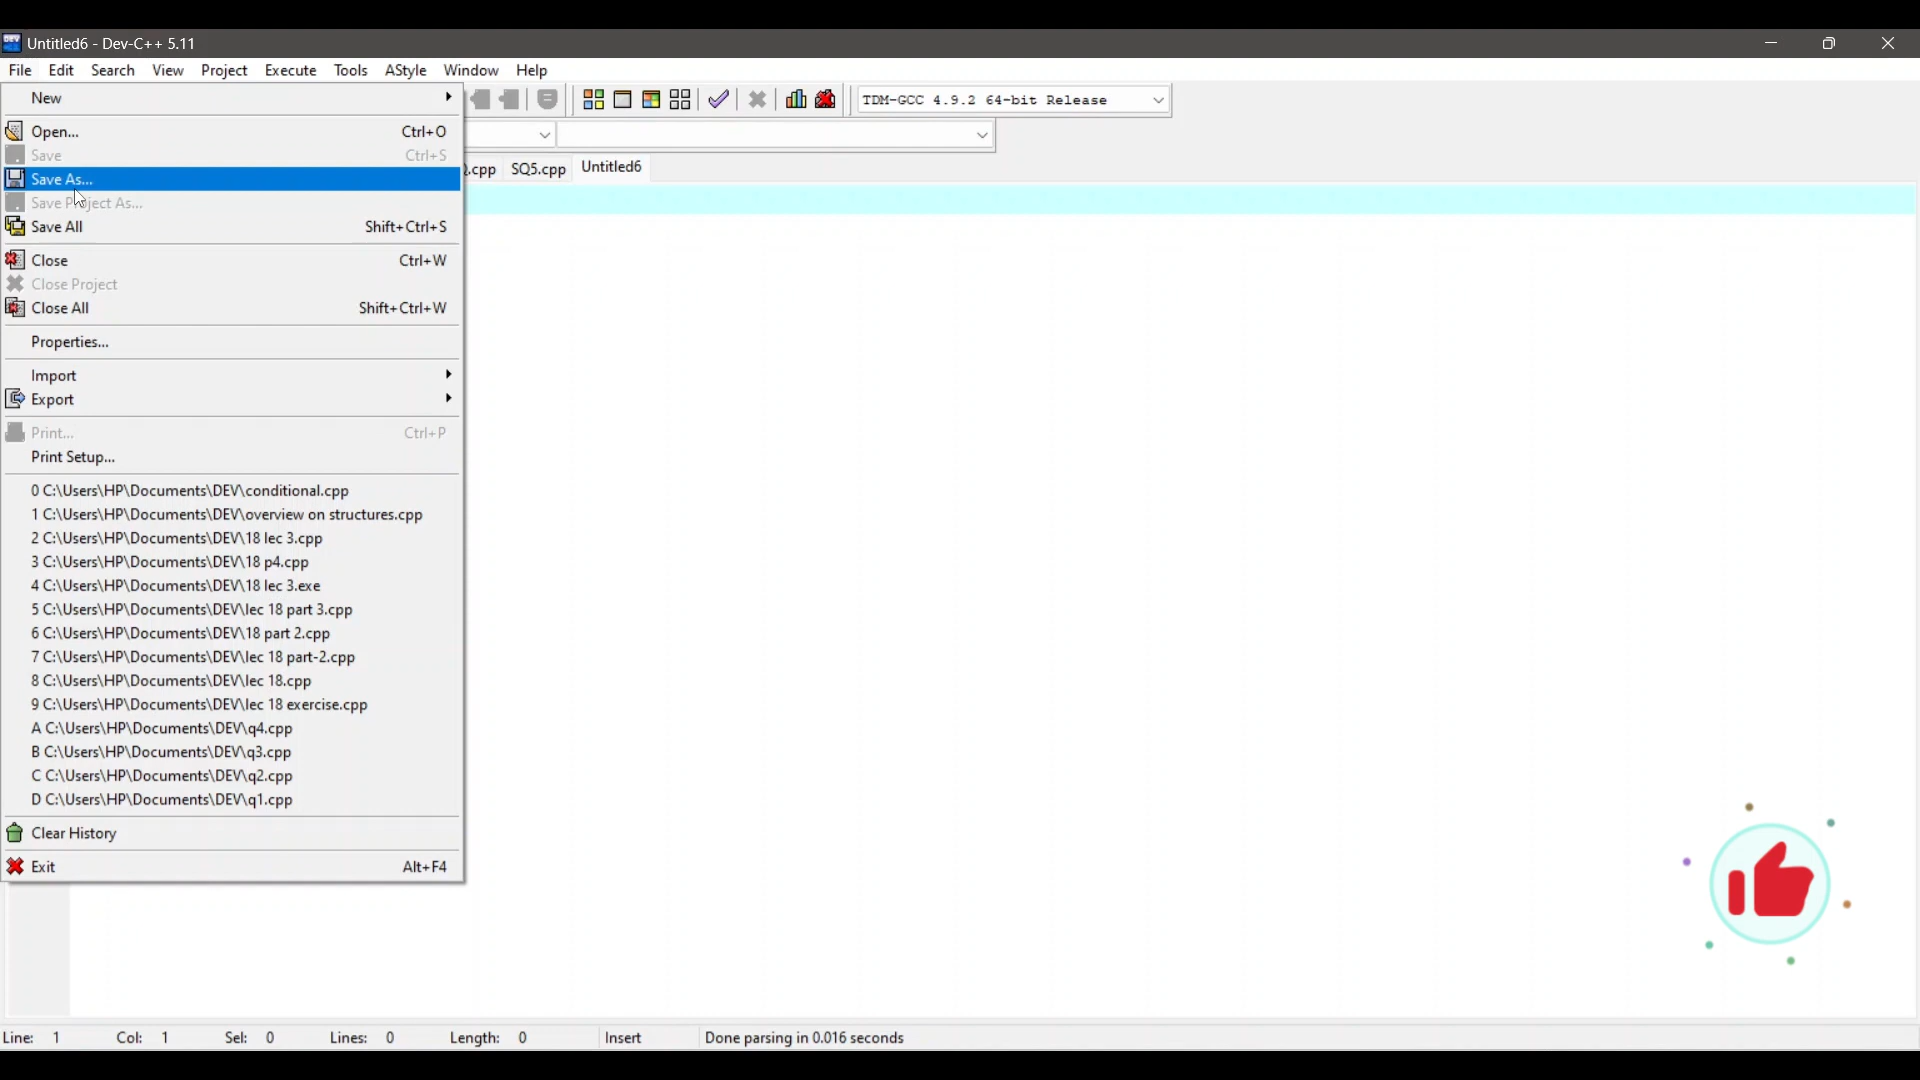 Untitled6 - Dev-C++ 5.11
File Edit Search View Project Execute Tools AStyle Window Help
New
TDM-GCC 4.9.2 64-bit Release
Open... Ctrl+O
Save Ctrl+S
.cpp SQ5.cpp Untitled6
Save As...
Save Project As...
Save All Shift+Ctrl+S
Close Ctrl+W
Close Project
Close All Shift+Ctrl+W
Properties...
Import
Export
Print... Ctrl+P
Print Setup...
0 C:\Users\HP\Documents\DEV\conditional.cpp
1 C:\Users\HP\Documents\DEV\overview on structures.cpp
2 C:\Users\HP\Documents\DEV\18 lec 3.cpp
3 C:\Users\HP\Documents\DEV\18 p4.cpp
4 C:\Users\HP\Documents\DEV\18 lec 3.exe
5 C:\Users\HP\Documents\DEV\lec 18 part 3.cpp
6 C:\Users\HP\Documents\DEV\18 part 2.cpp
7 C:\Users\HP\Documents\DEV\lec 18 part-2.cpp
8 C:\Users\HP\Documents\DEV\lec 18.cpp
9 C:\Users\HP\Documents\DEV\lec 18 exercise.cpp
A C:\Users\HP\Documents\DEV\q4.cpp
B C:\Users\HP\Documents\DEV\q3.cpp
C C:\Users\HP\Documents\DEV\q2.cpp
D C:\Users\HP\Documents\DEV\q1.cpp
Clear History
Exit Alt+F4
Line: 1 Col: 1 Sel: 0 Lines: 0 Length: 0 Insert Done parsing in 0.016 seconds